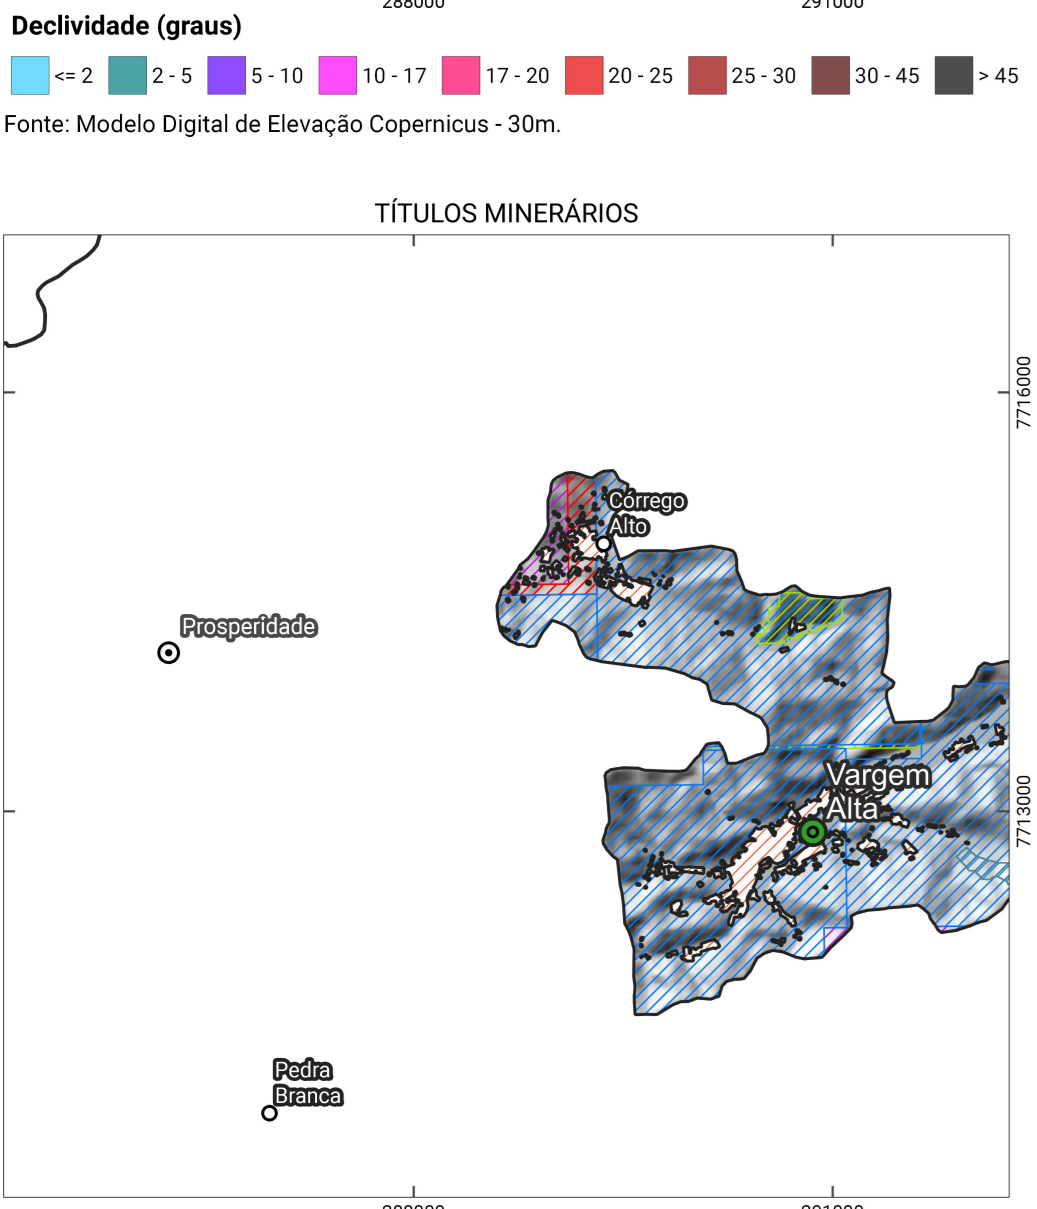 288000 291000
Declividade (graus)
<= 2 2 - 5 5 - 10 10 - 17 17 - 20 20 - 25 25 - 30 30 - 45 > 45
Fonte: Modelo Digital de Elevação Copernicus - 30m.
TÍTULOS MINERÁRIOS
7716000
Córrego
Alto
Prosperidade
Vargem
Alta
7713000
Pedra
Branca
288000 291000